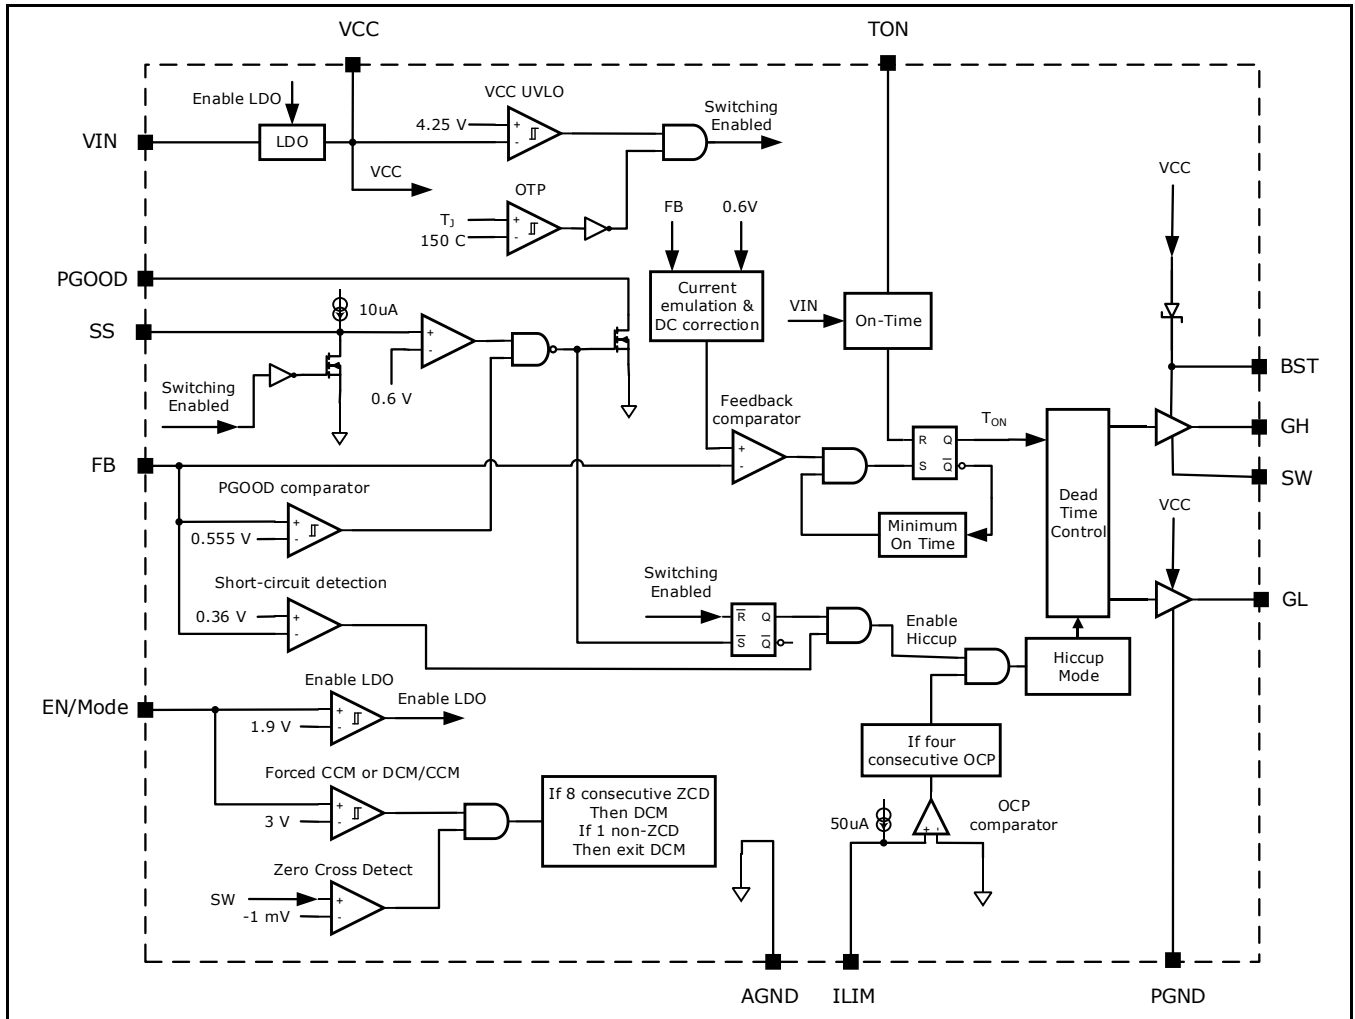 VCC
TON
Enable LDO
VCC UVLO
Switching
Enabled
4.25 V
+
-
VIN
LDO
VCC
VCC
OTP
TJ
150 C
+
-
FB
0.6V
PGOOD
Current
emulation &
DC correction
VIN
On-Time
10uA
SS
+
-
0.6 V
Switching
Enabled
BST
Feedback
comparator
TON
R Q
S Q
+
-
GH
FB
SW
PGOOD comparator
Dead
Time
Control
VCC
+
0.555 V
-
Minimum
On Time
Short-circuit detection
Switching
Enabled
0.36 V
+
-
R Q
S Q
Enable
Hiccup
GL
Hiccup
Mode
Enable LDO
Enable LDO
EN/Mode
+
1.9 V
-
If four
consecutive OCP
Forced CCM or DCM/CCM
+
3 V
-
If 8 consecutive ZCD
Then DCM
If 1 non-ZCD
Then exit DCM
50uA
OCP
comparator
+ -
Zero Cross Detect
SW
+
-1 mV
-
AGND
ILIM
PGND